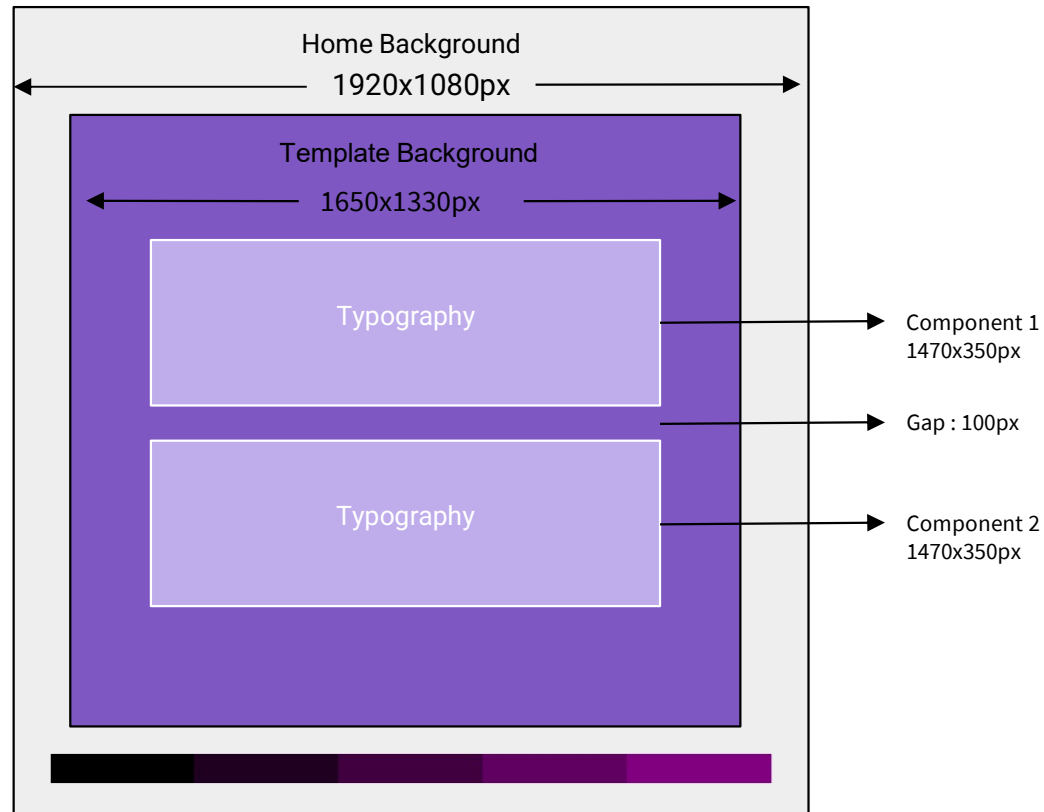 Home Background
1920x1080px
Template Background
1650x1330px
Typography
Component 1
1470x350px
Gap : 100px
Typography
Component 2
1470x350px